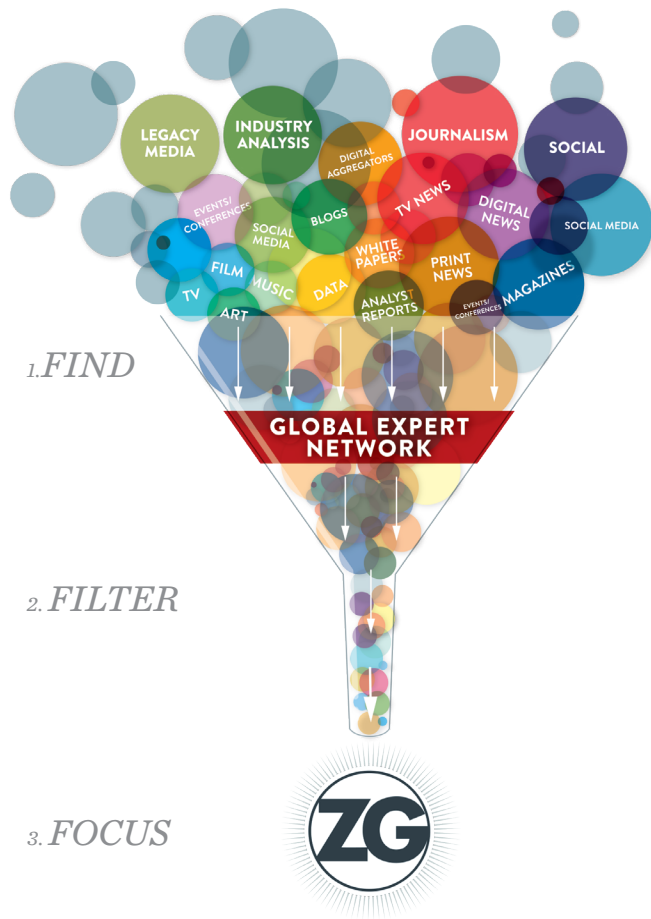 LEGACY
MEDIA
INDUSTRY
ANALYSIS
DIGITAL
AGGREGATORS
JOURNALISM
SOCIAL
EVENTS/
CONFERENCES
SOCIAL
MEDIA
BLOGS
TV NEWS
DIGITAL
NEWS
SOCIAL MEDIA
TV
FILM
MUSIC
ART
DATA
WHITE
PAPERS
ANALYST
REPORTS
PRINT
NEWS
EVENTS/
CONFERENCES
MAGAZINES
1. FIND
GLOBAL EXPERT
NETWORK
2. FILTER
3. FOCUS
ZG